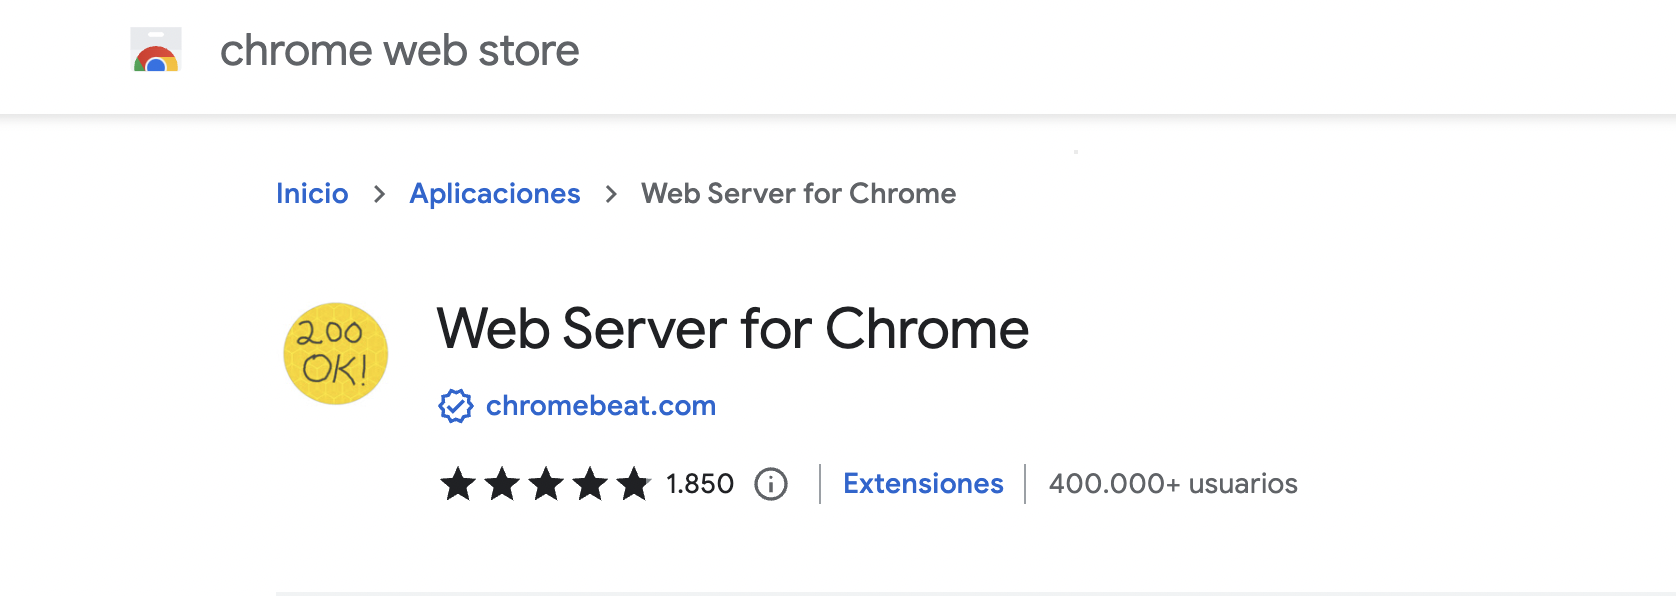 chrome web store
Inicio > Aplicaciones > Web Server for Chrome
200
OK!
Web Server for Chrome
chromebeat.com
1.850 | Extensiones | 400.000+ usuarios